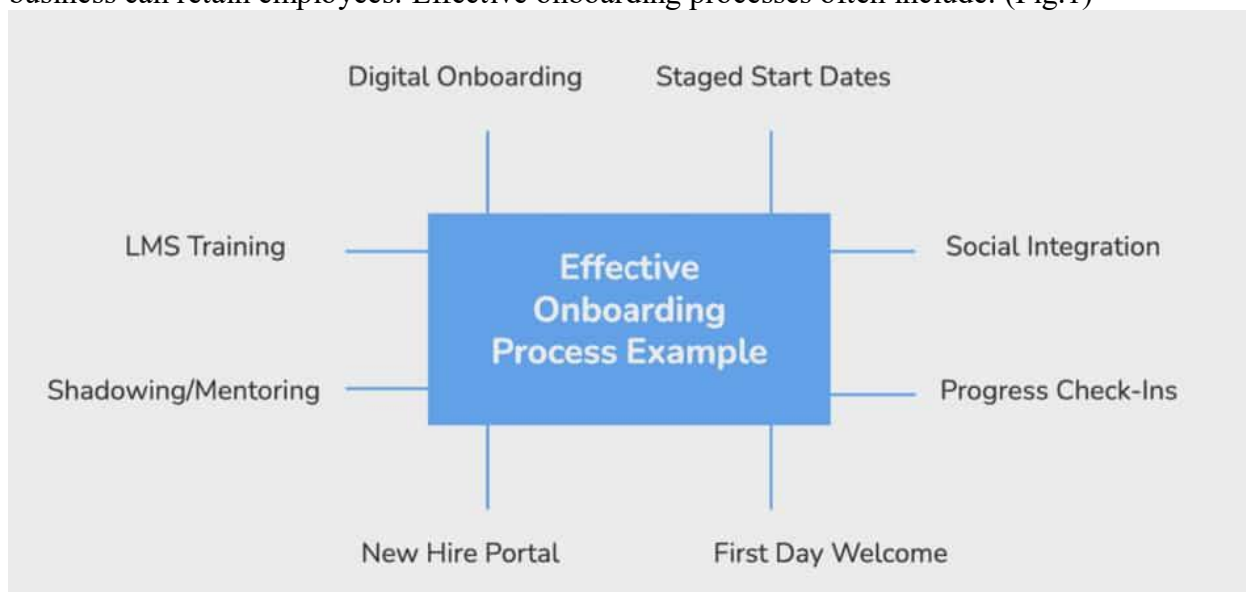 business can retain employees. Effective onboarding processes often include: (Fig.1)
Digital Onboarding
Staged Start Dates
LMS Training
Effective
Onboarding
Process Example
Social Integration
Shadowing/Mentoring
Progress Check-Ins
New Hire Portal
First Day Welcome